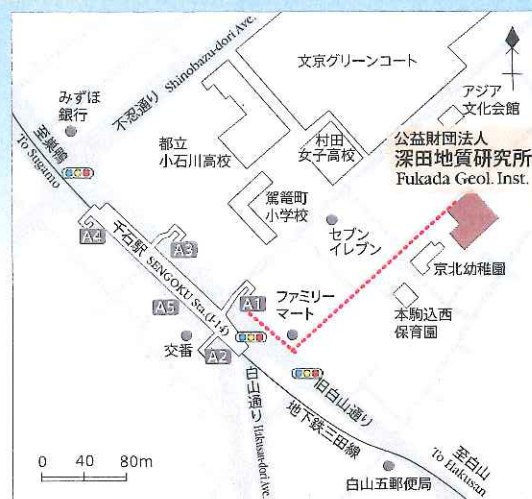 不忍通り Shinobazu-dori Ave.
みずほ
銀行
至巣鴨
To Sugamo
文京グリーンコート
アジア
文化会館
都立
小石川高校
村田
女子高校
公益財団法人
深田地質研究所
Fukada Geol. Inst.
駕籠町
小学校
セブン
イレブン
京北幼稚園
本駒込西
保育園
A4
A3
千石駅 SENGOKU Sta.(I-14)
A1
ファミリー
マート
A5
A2
交番
白山通り Hakusan-dori Ave.
旧白山通り
地下鉄三田線
至白山
To Hakusan
白山五郵便局
0 40 80m